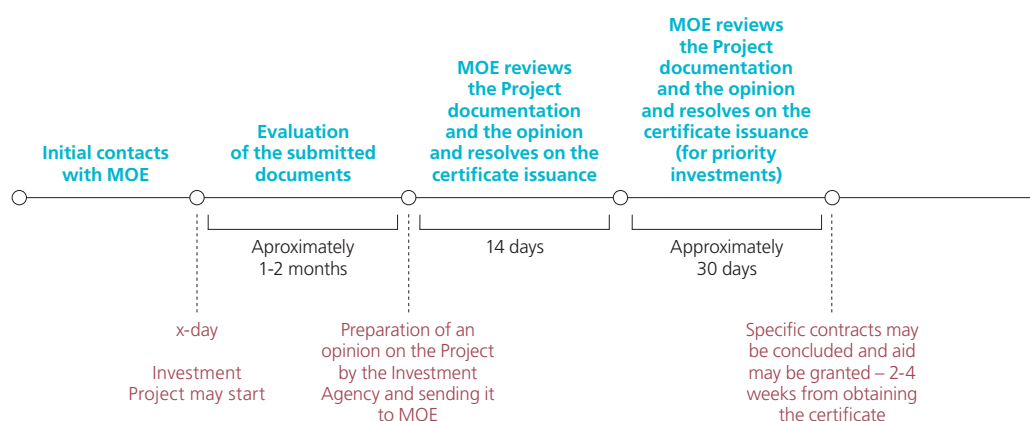 Initial contacts
with MOE
Evaluation
of the submitted
documents
MOE reviews
the Project
documentation
and the opinion
and resolves on the
certificate issuance
MOE reviews
the Project
documentation
and the opinion
and resolves on the
certificate issuance
(for priority
investments)
Aproximately
1-2 months
14 days
Approximately
30 days
x-day
Investment
Project may start
Preparation of an
opinion on the Project
by the Investment
Agency and sending it
to MOE
Specific contracts may
be concluded and aid
may be granted – 2-4
weeks from obtaining
the certificate